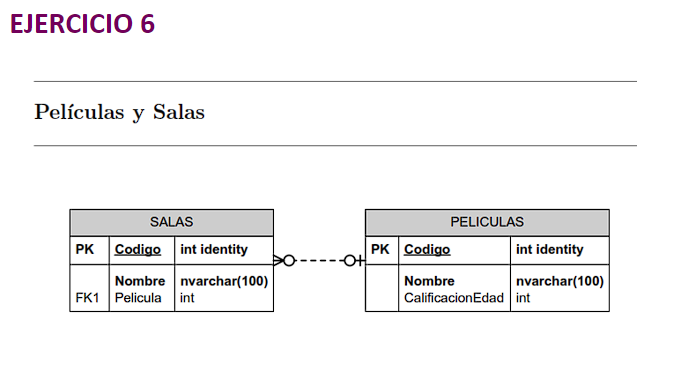 EJERCICIO 6
Películas y Salas
SALAS
PK Codigo int identity
Nombre nvarchar(100)
FK1 Pelicula int
PELICULAS
PK Codigo int identity
Nombre nvarchar(100)
CalificacionEdad int